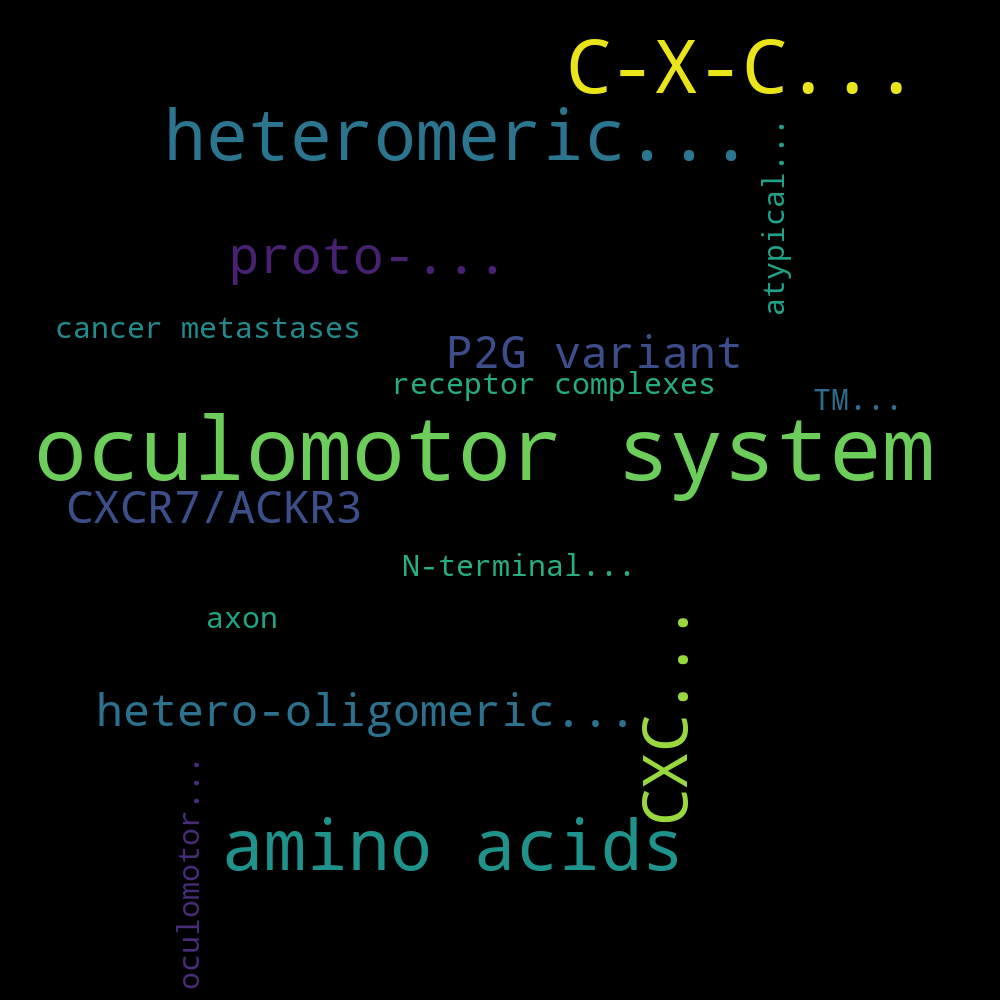 C-X-C...
heteromeric...
atypical...
proto-...
cancer metastases
P2G variant
receptor complexes
TM...
oculomotor system
CXCR7/ACKR3
N-terminal...
axon
CXC...
hetero-oligomeric...
oculomotor...
amino acids